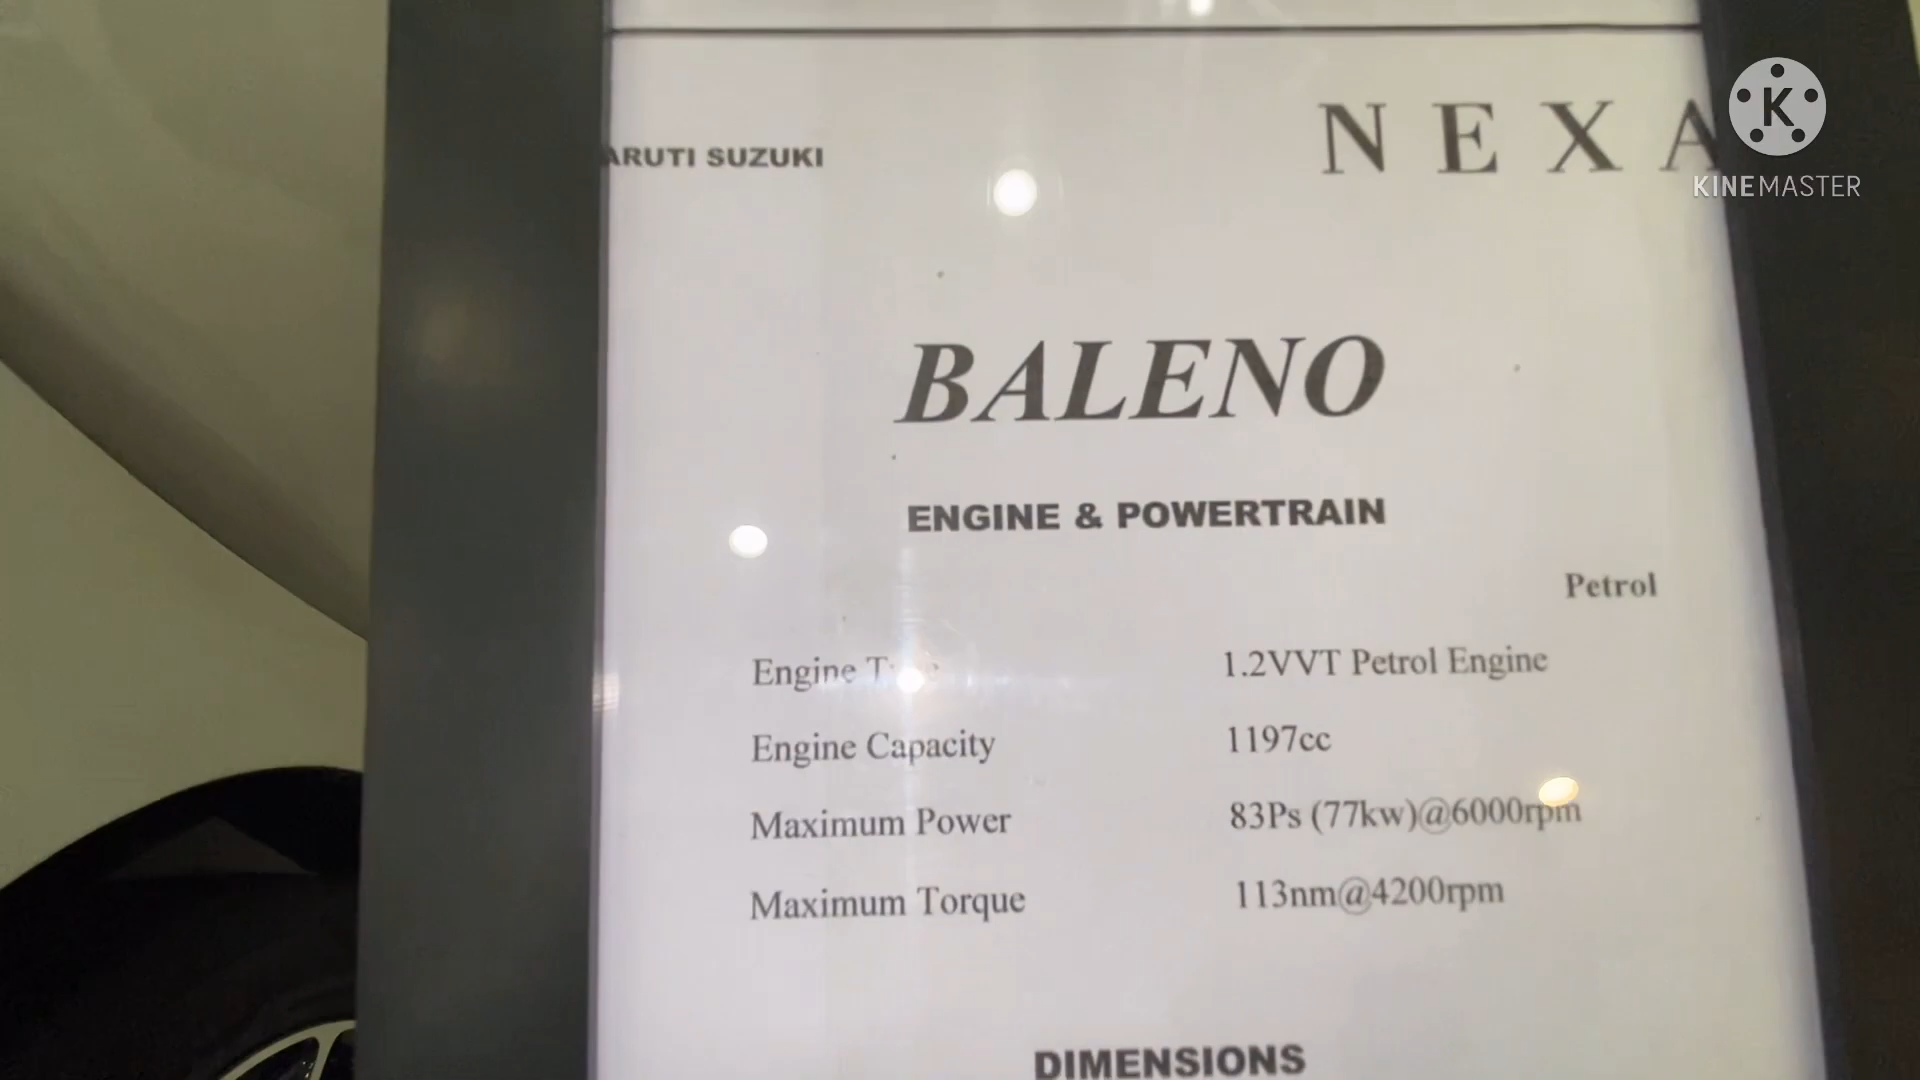 ARUTI SUZUKI
NEXA
KINEMASTER
BALENO
ENGINE & POWERTRAIN
Petrol
Engine 1.2VVT Petrol Engine
Engine Capacity 1197cc
Maximum Power 83Ps (77kw)@6000rpm
Maximum Torque 113nm@4200rpm
DIMENSIONS